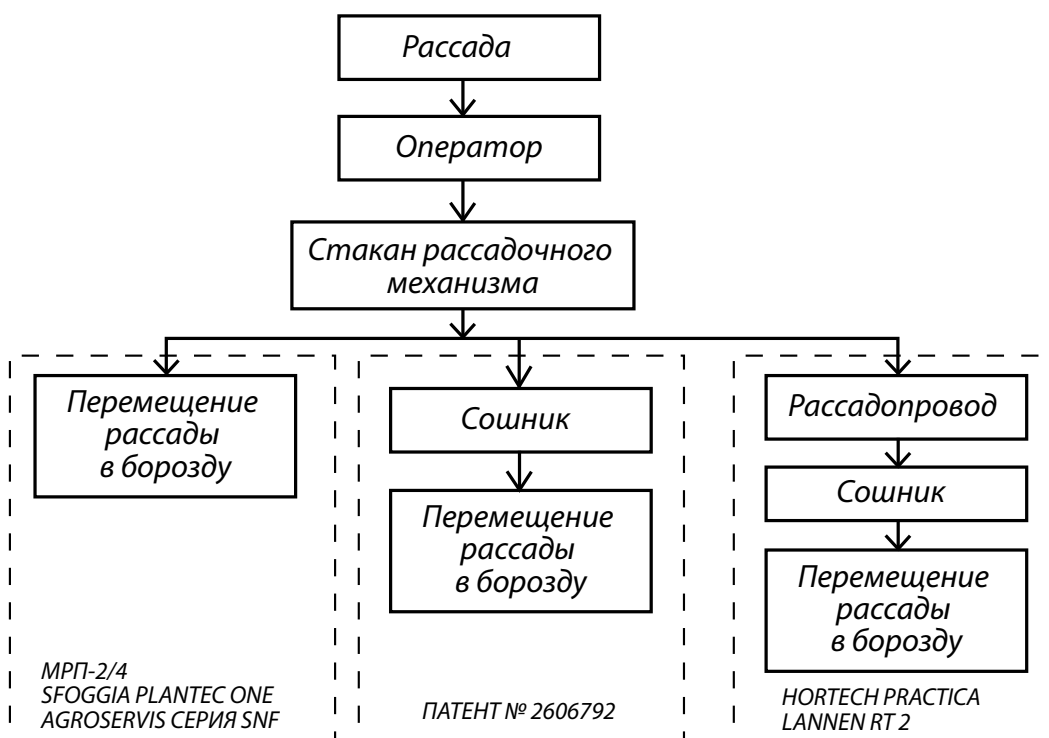 Рассада
Оператор
Стакан рассадочного
механизма
Перемещение
рассады
в борозду
МРП-2/4
SFOGGIA PLANTEC ONE
AGROSERVIS СЕРИЯ SNF
Сошник
Перемещение
рассады
в борозду
ПАТЕНТ № 2606792
Рассадопровод
Сошник
Перемещение
рассады
в борозду
HORTECH PRACTICA
LANNEN RT 2